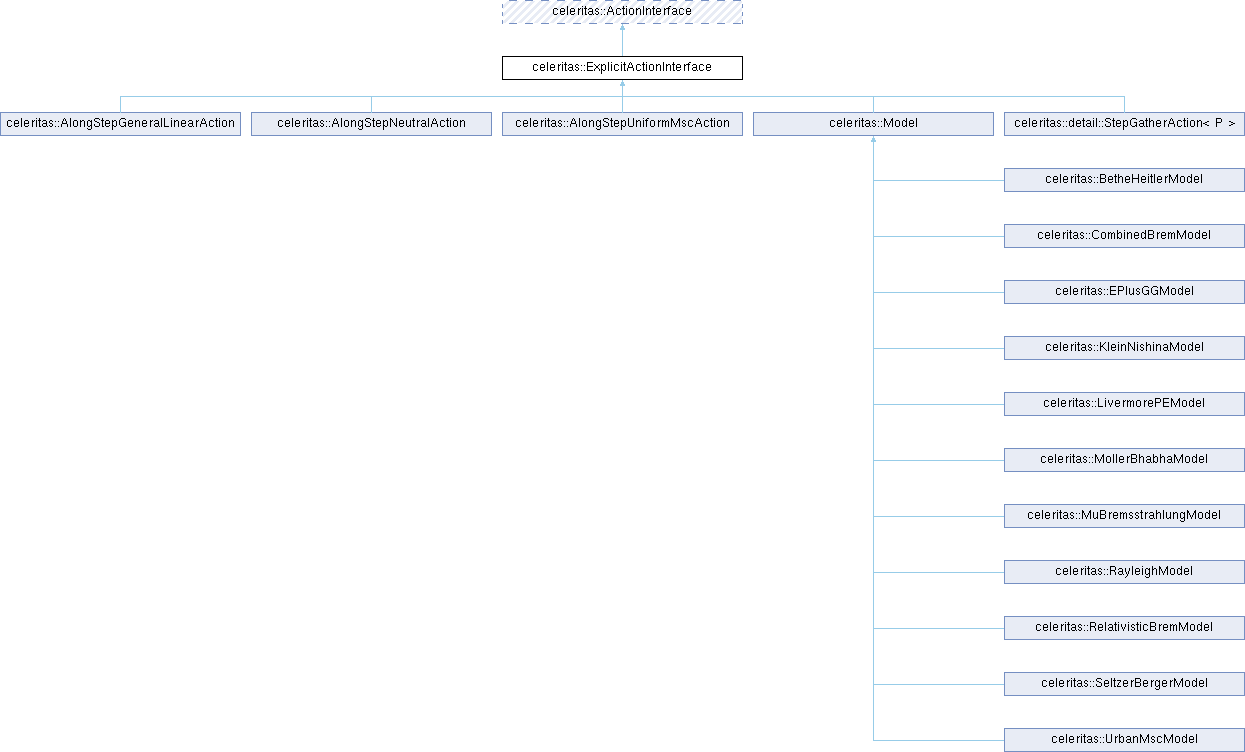 celeritas::ActionInterface
celeritas::ExplicitActionInterface
celeritas::AlongStepGeneralLinearAction
celeritas::AlongStepNeutralAction
celeritas::AlongStepUniformMscAction
celeritas::Model
celeritas::detail::StepGatherAction< P >
celeritas::BetheHeitlerModel
celeritas::CombinedBremModel
celeritas::EPlusGGModel
celeritas::KleinNishinaModel
celeritas::LivermorePEModel
celeritas::MollerBhabhaModel
celeritas::MuBremsstrahlungModel
celeritas::RayleighModel
celeritas::RelativisticBremModel
celeritas::SeltzerBergerModel
celeritas::UrbanMscModel